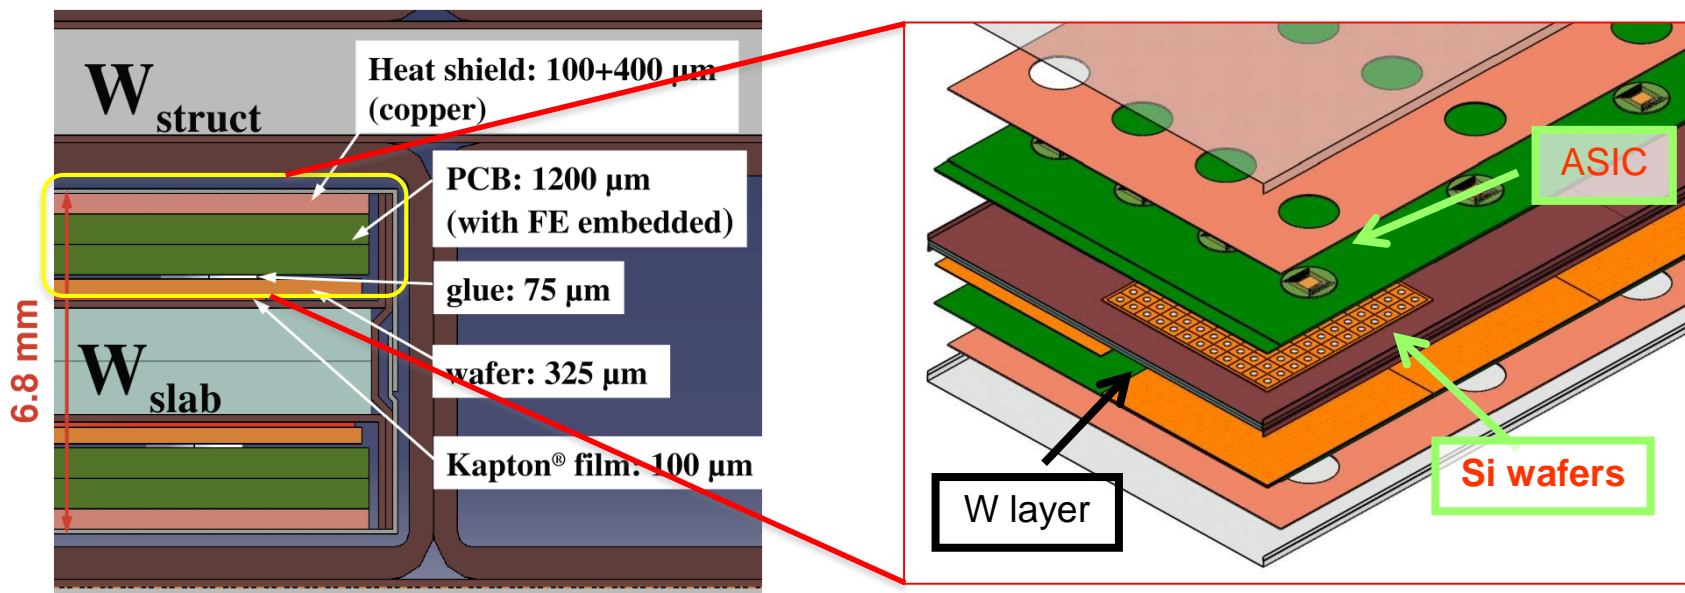 W
struct
Heat shield: 100+400 µm
(copper)
PCB: 1200 µm
(with FE embedded)
glue: 75 µm
wafer: 325 µm
W
slab
Kapton® film: 100 µm
6.8 mm
ASIC
Si wafers
W layer